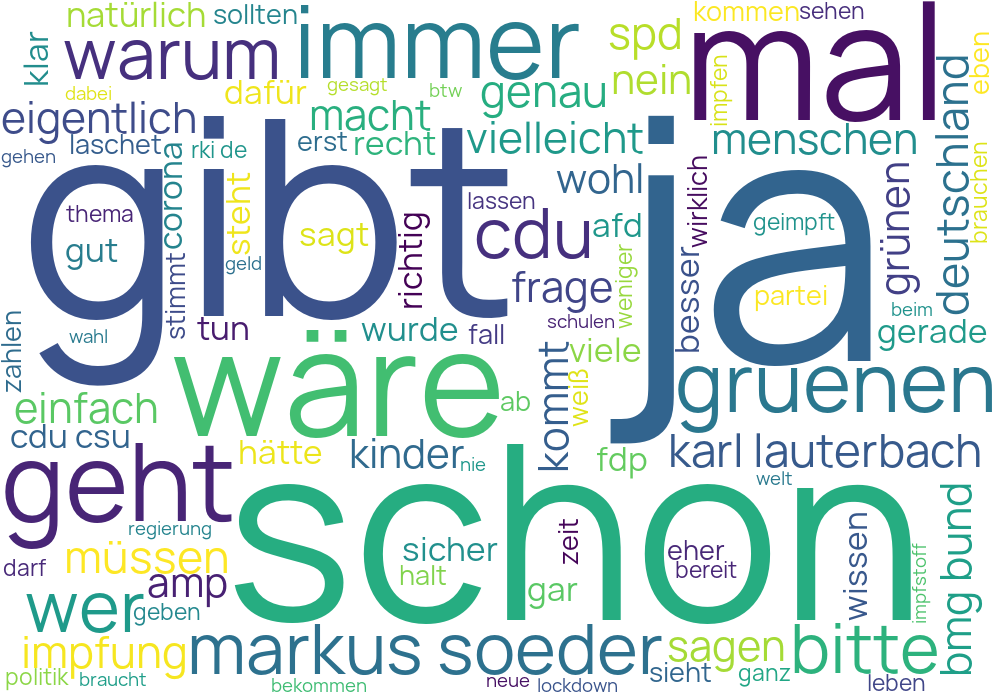 natürlich
sollten
immer
kommen
sehen
klar
warum
spd
mal
eben
dabei
dafür
gesagt
btw
genau
nein
impfen
deutschland
eigentlich
macht
vielleicht
menschen
gehen
laschet
corona
rki de
erst
recht
wohl
brauchen
gibt
ja
thema
steht
lassen
cdu
afd
wirklich
geimpft
grünen
gut
sagt
richtig
geld
frage
weniger
besser
partei
stimmt
zahlen
wahl
tun
wurde
fall
schulen
beim
gerade
wäre
kommt
viele
weiß
gruenen
einfach
ab
cdu csu
hätte
kinder
nie
fdp
karl lauterbach
geht
schon
welt
regierung
sicher
zeit
eher
bereit
wissen
bmg bund
müssen
darf
amp
halt
gar
impfstoff
wer
geben
impfung
markus soeder
sagen
bitte
politik
braucht
bekommen
neue
lockdown
sieht
ganz
leben